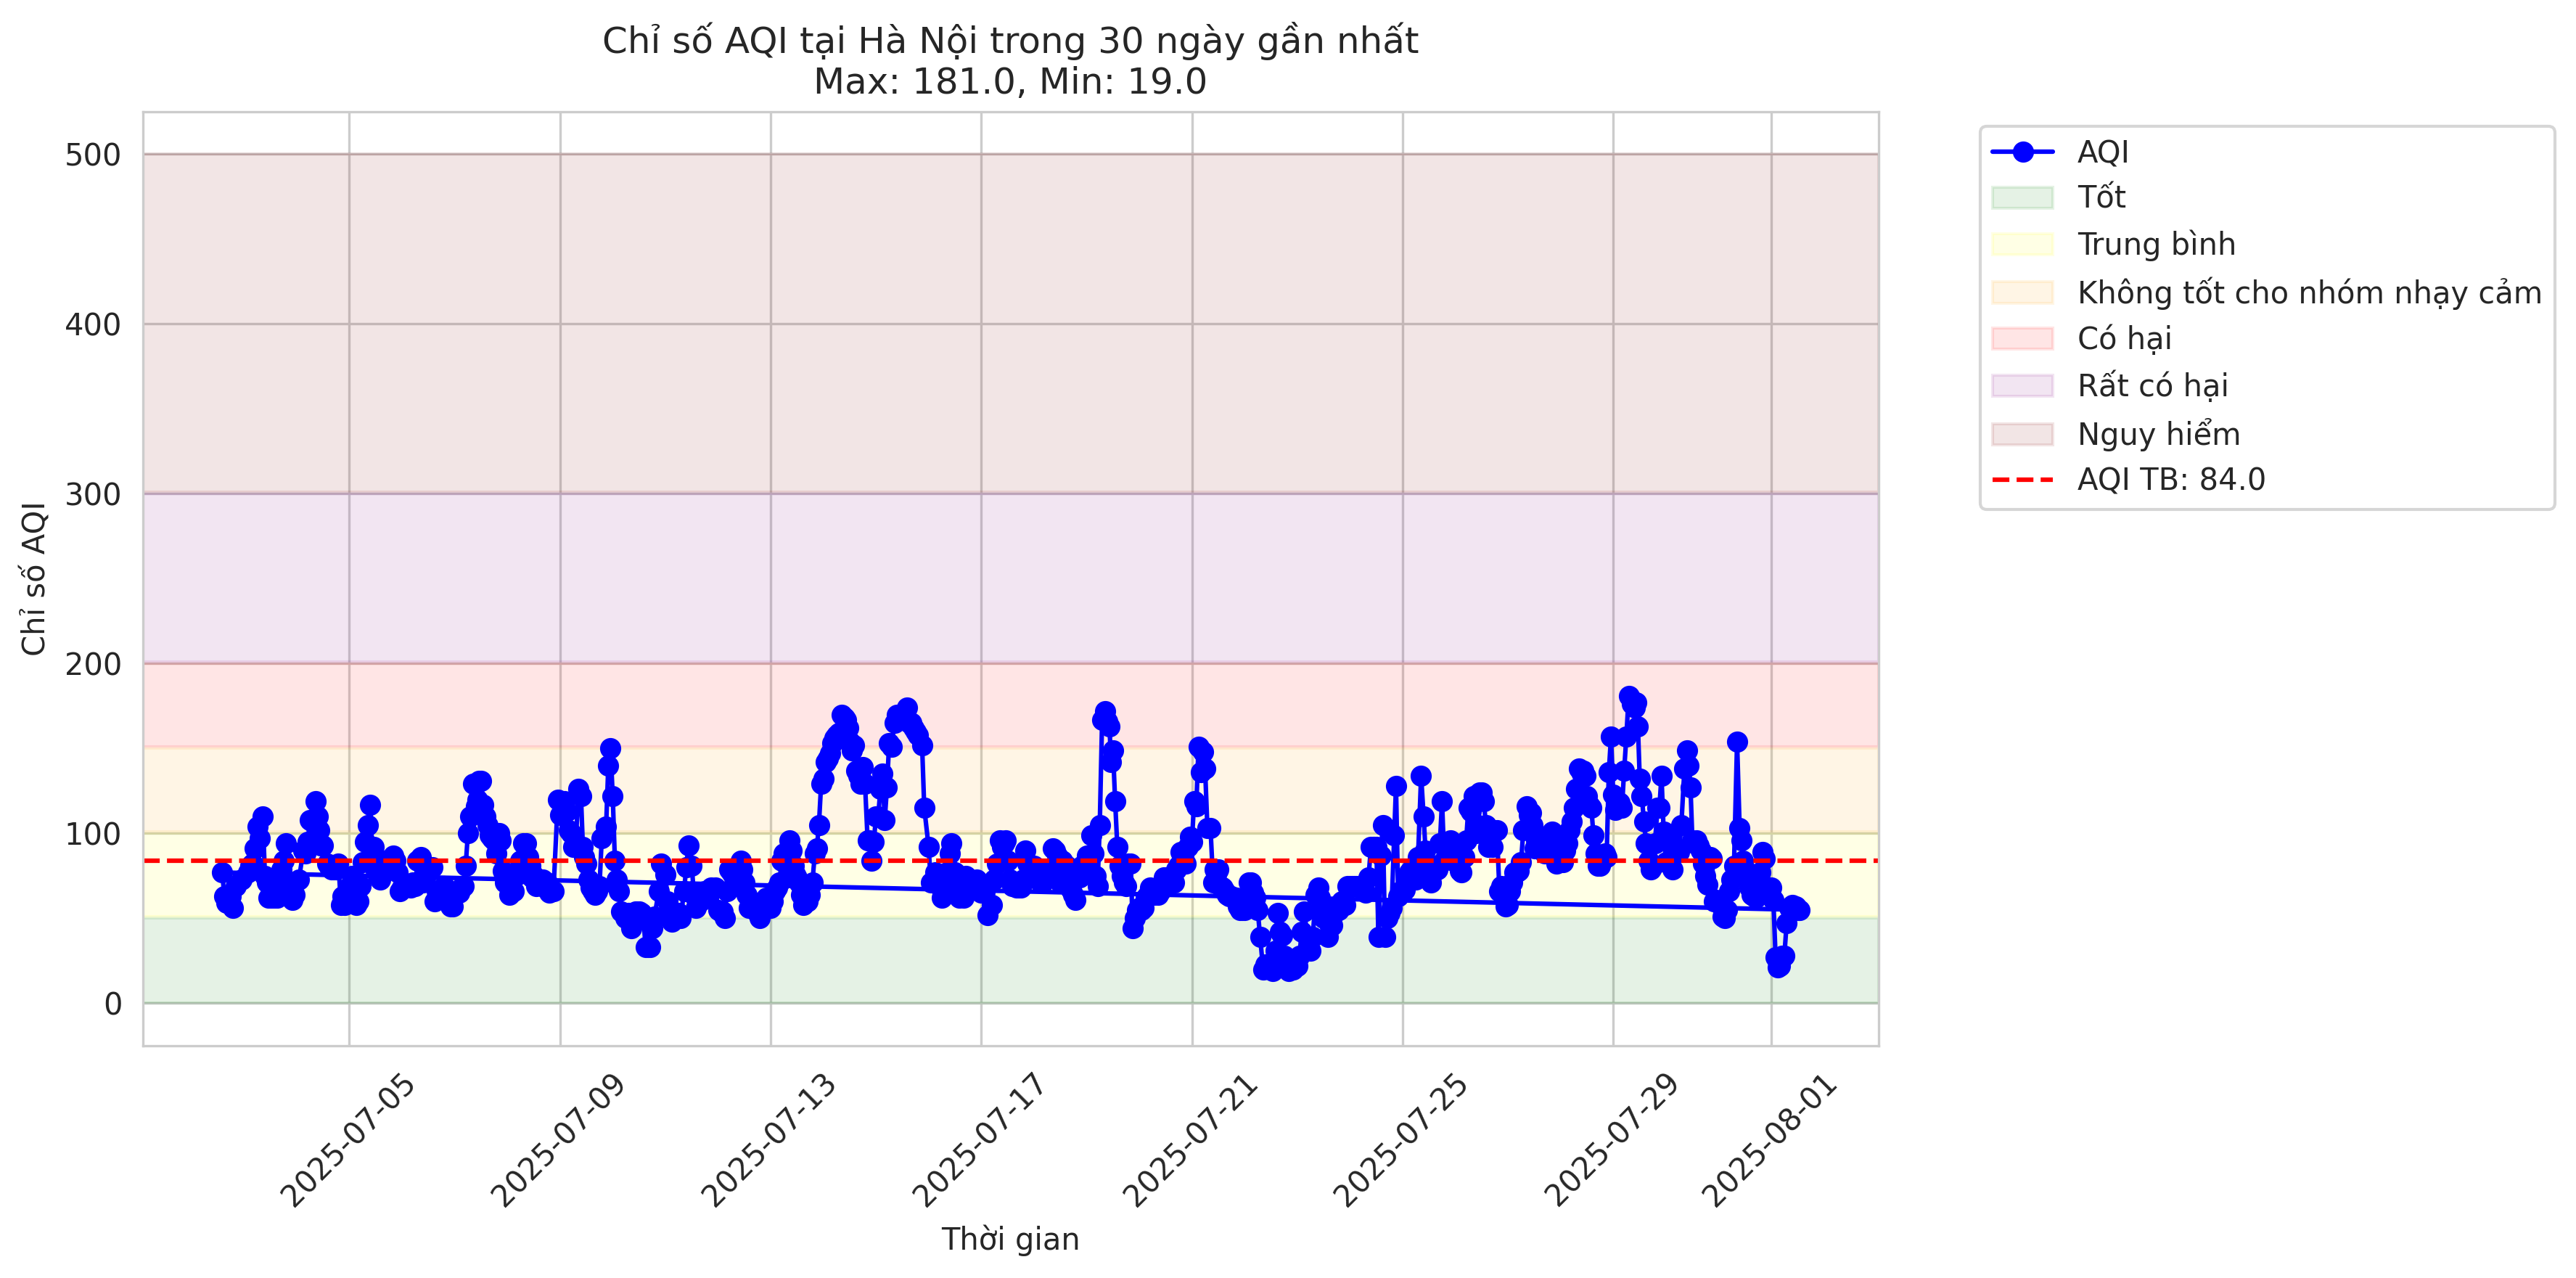 Chỉ số AQI tại Hà Nội trong 30 ngày gần nhất
Max: 181.0, Min: 19.0
Chỉ số AQI
500
400
300
200
100
0
2025-07-05
2025-07-09
2025-07-13
2025-07-17
2025-07-21
2025-07-25
2025-07-29
2025-08-01
Thời gian
AQI
Tốt
Trung bình
Không tốt cho nhóm nhạy cảm
Có hại
Rất có hại
Nguy hiểm
AQI TB: 84.0